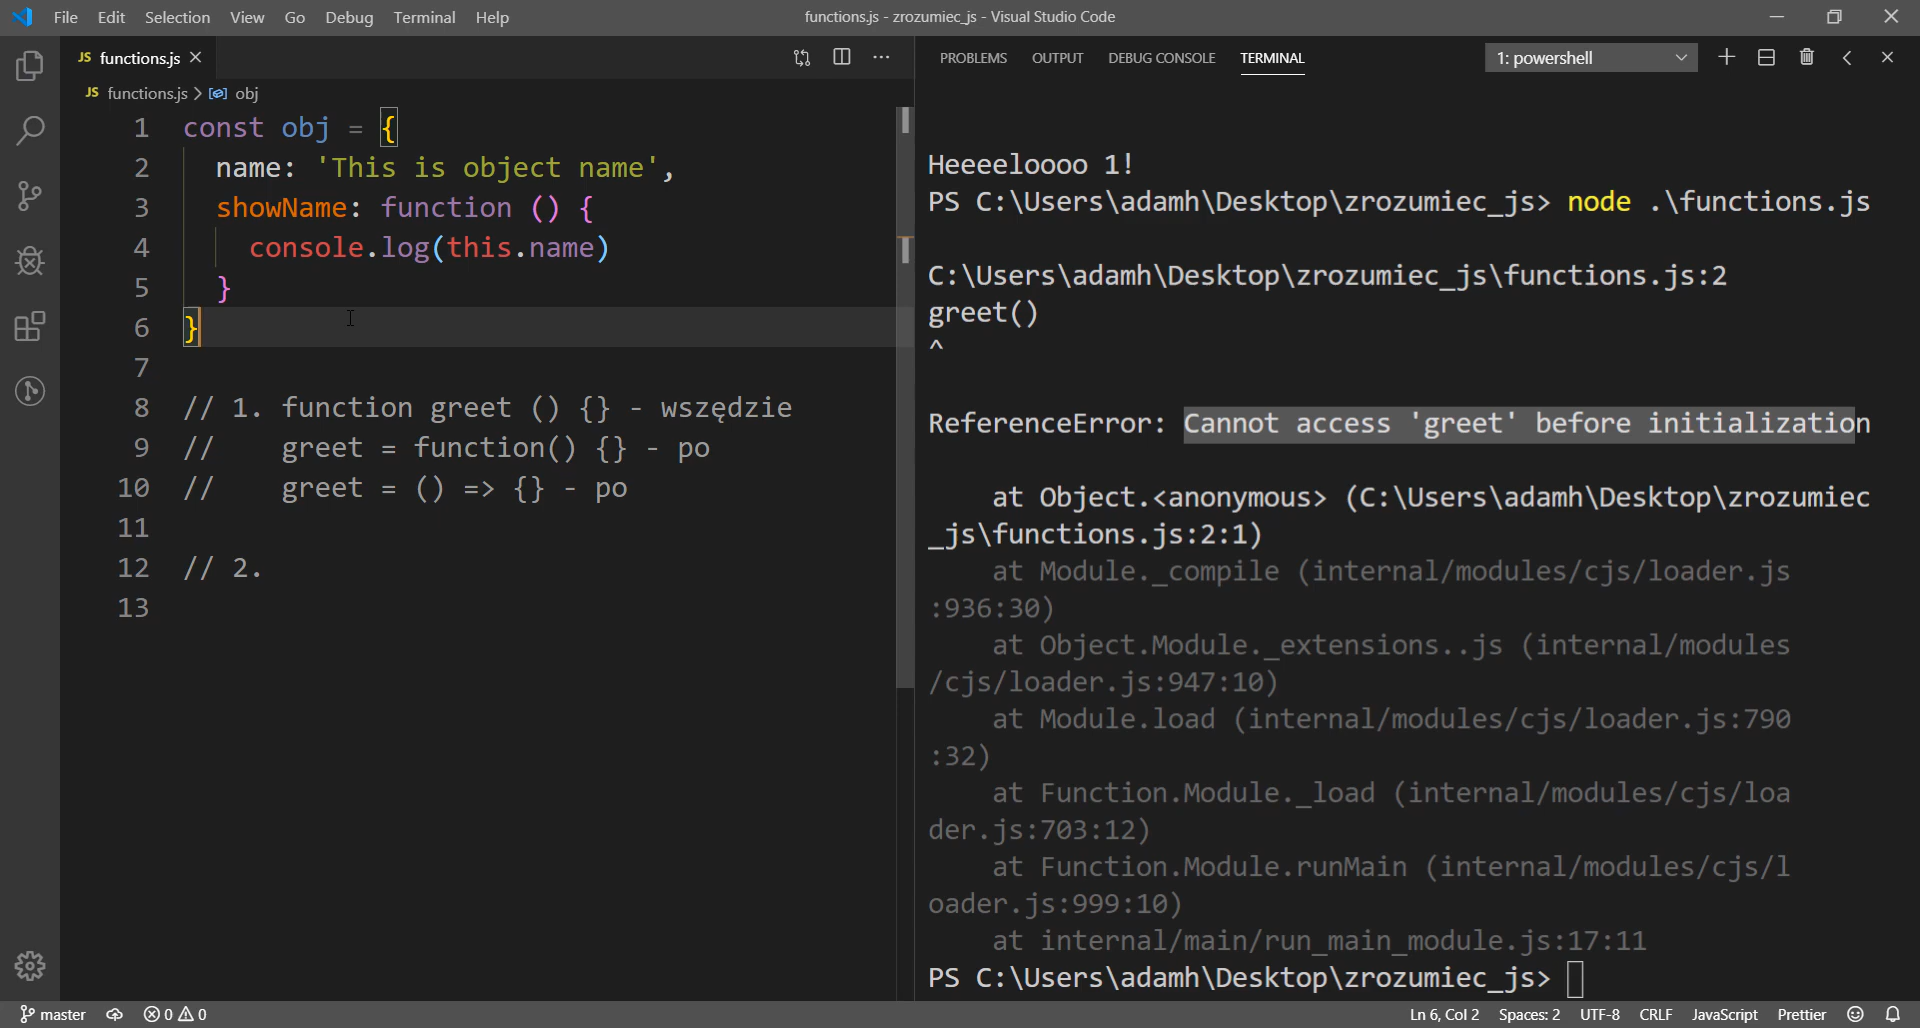 File Edit Selection View Go Debug Terminal Help
functions.js - zrozumiec_js - Visual Studio Code
JS functions.js
JS functions.js > obj
1 const obj = {
2 name: 'This is object name',
3 showName: function () {
4 console.log(this.name)
5 }
6 }
7
8 // 1. function greet () {} - wszędzie
9 // greet = function() {} - po
10 // greet = () => {} - po
11
12 // 2.
13
PROBLEMS OUTPUT DEBUG CONSOLE TERMINAL
1: powershell
Heeeeloooo 1!
PS C:\Users\adamh\Desktop\zrozumiec_js> node .\functions.js
C:\Users\adamh\Desktop\zrozumiec_js\functions.js:2
greet()
^
ReferenceError: Cannot access 'greet' before initialization
at Object.<anonymous> (C:\Users\adamh\Desktop\zrozumiec
_js\functions.js:2:1)
at Module._compile (internal/modules/cjs/loader.js
:936:30)
at Object.Module._extensions..js (internal/modules
/cjs/loader.js:947:10)
at Module.load (internal/modules/cjs/loader.js:790
:32)
at Function.Module._load (internal/modules/cjs/loa
der.js:703:12)
at Function.Module.runMain (internal/modules/cjs/l
oader.js:999:10)
at internal/main/run_main_module.js:17:11
PS C:\Users\adamh\Desktop\zrozumiec_js>
master 0 0
Ln 6, Col 2 Spaces: 2 UTF-8 CRLF JavaScript Prettier